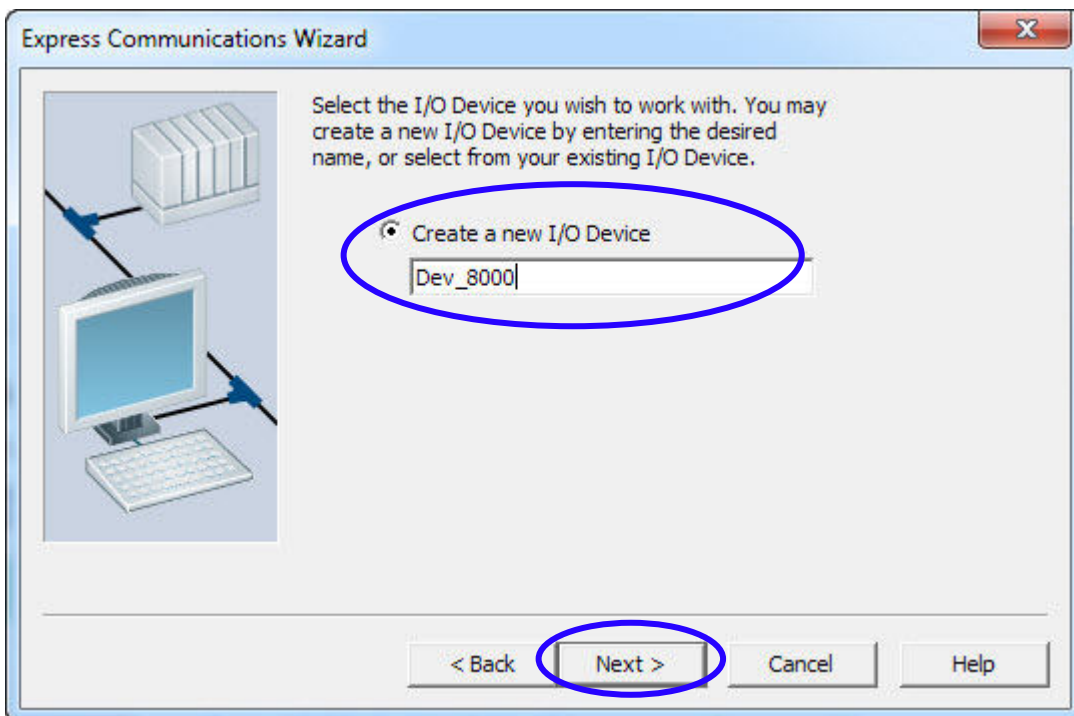 Express Communications Wizard
Select the I/O Device you wish to work with. You may
create a new I/O Device by entering the desired
name, or select from your existing I/O Device.
Create a new I/O Device
Dev_8000
< Back Next > Cancel Help